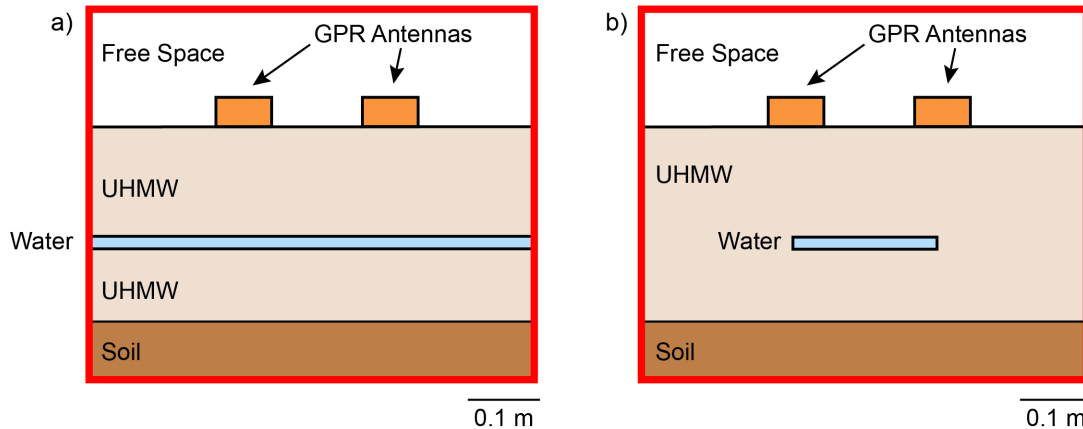 a)
GPR Antennas
Free Space
UHMW
Water
UHMW
Soil
0.1 m
b)
GPR Antennas
Free Space
UHMW
Water
Soil
0.1 m